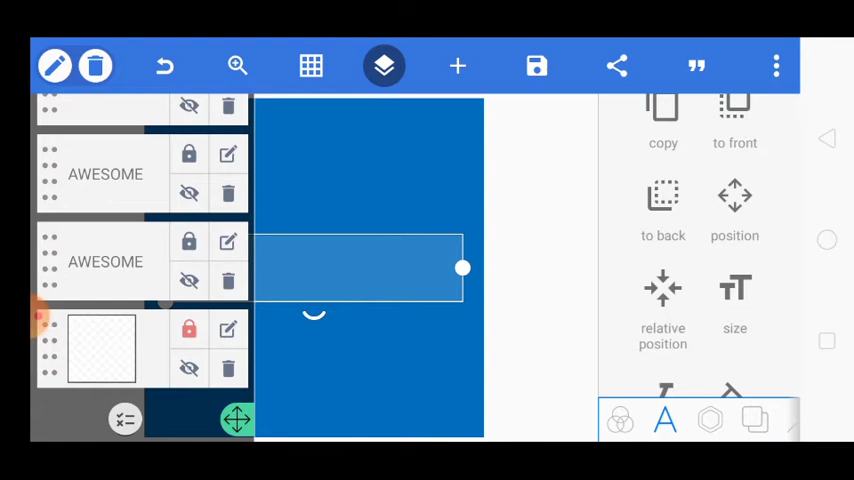 AWESOME
AWESOME
copy
to front
to back
position
relative
position
size